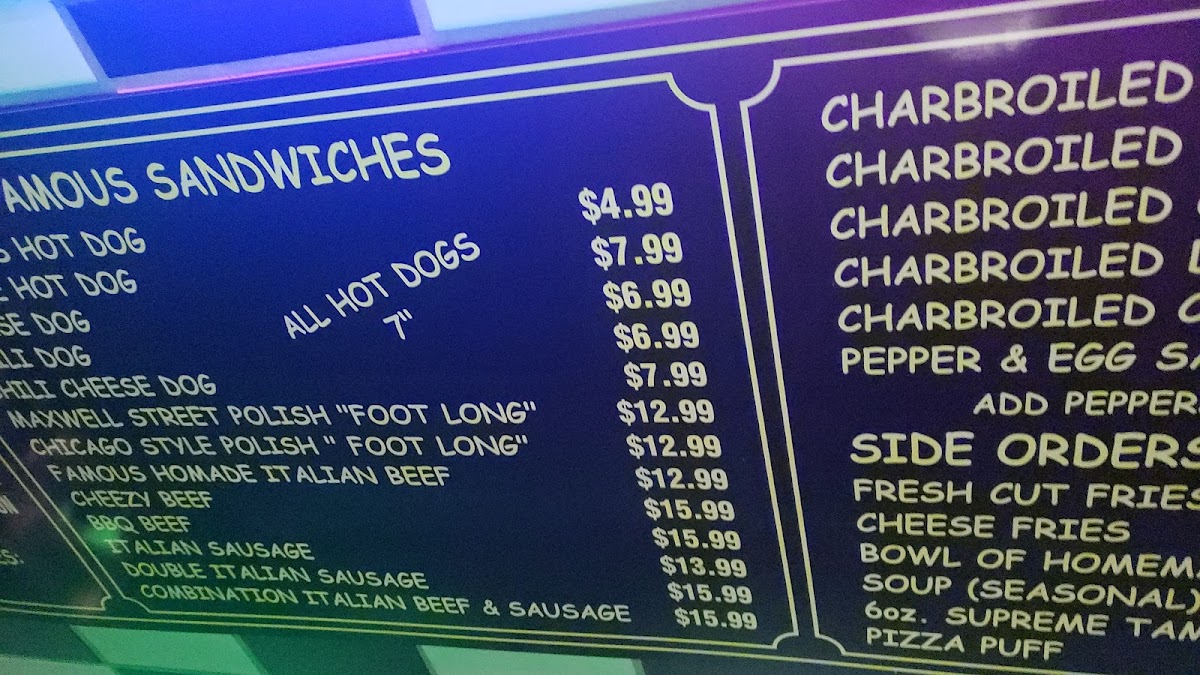 AMOUS SANDWICHES
HOT DOG $4.99
HOT DOG $7.99
DOG $6.99
DOG $6.99
CHEESE DOG $7.99
ALL HOT DOGS
7"
MAXWELL STREET POLISH "FOOT LONG" $12.99
CHICAGO STYLE POLISH " FOOT LONG" $12.99
FAMOUS HOMADE ITALIAN BEEF $12.99
CHEEZY BEEF $15.99
BBQ BEEF $15.99
ITALIAN SAUSAGE $13.99
DOUBLE ITALIAN SAUSAGE $15.99
COMBINATION ITALIAN BEEF & SAUSAGE $15.99
CHARBROILED
CHARBROILED
CHARBROILED
CHARBROILED
CHARBROILED
PEPPER & EGG
ADD PEPPER
SIDE ORDERS
FRESH CUT FRIES
CHEESE FRIES
BOWL OF HOMEM
SOUP (SEASONAL)
6oz. SUPREME TAM
PIZZA PUFF